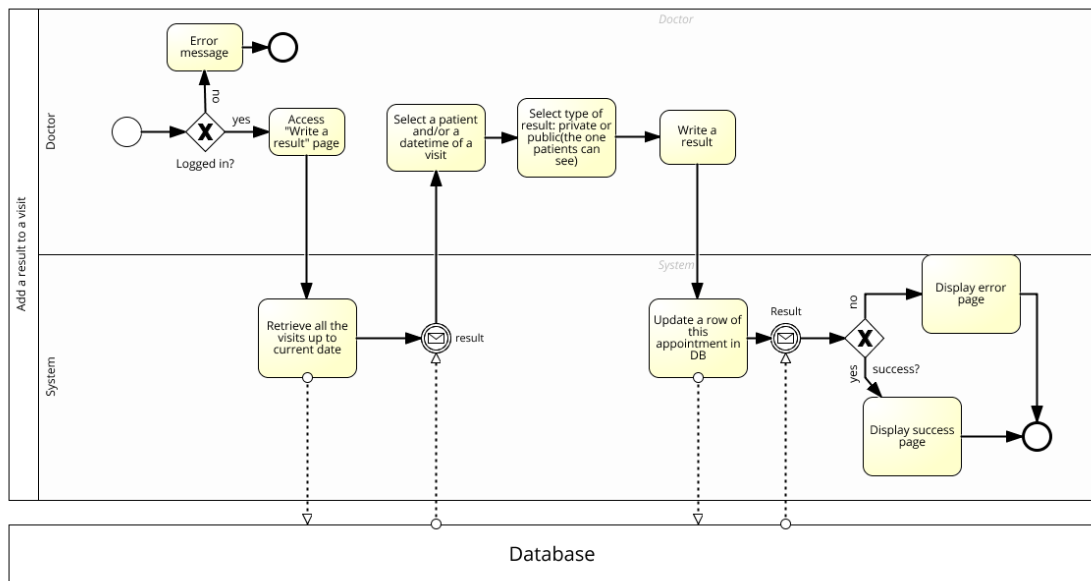 Add a result to a visit
Doctor
Doctor
Error
message
no
yes
Logged in?
Access
"Write a
result" page
Select a patient
and/or a
datetime of a
visit
Select type of
result: private or
public(the one
patients can
see)
Write a
result
System
System
Retrieve all the
visits up to
current date
result
Update a row of
this
appointment in
DB
Result
no
yes
success?
Display error
page
Display success
page
Database